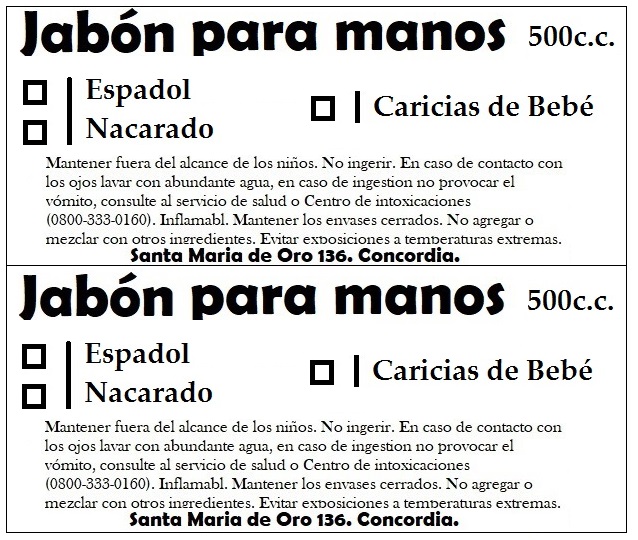 Jabón para manos 500c.c.
Espadol
Nacarado
Caricias de Bebé
Mantener fuera del alcance de los niños. No ingerir. En caso de contacto con
los ojos lavar con abundante agua, en caso de ingestion no provocar el
vómito, consulte al servicio de salud o Centro de intoxicaciones
(0800-333-0160). Inflamabl. Mantener los envases cerrados. No agregar o
mezclar con otros ingredientes. Evitar exposiciones a temperaturas extremas.
Santa Maria de Oro 136. Concordia.
Jabón para manos 500c.c.
Espadol
Nacarado
Caricias de Bebé
Mantener fuera del alcance de los niños. No ingerir. En caso de contacto con
los ojos lavar con abundante agua, en caso de ingestion no provocar el
vómito, consulte al servicio de salud o Centro de intoxicaciones
(0800-333-0160). Inflamabl. Mantener los envases cerrados. No agregar o
mezclar con otros ingredientes. Evitar exposiciones a temperaturas extremas.
Santa Maria de Oro 136. Concordia.